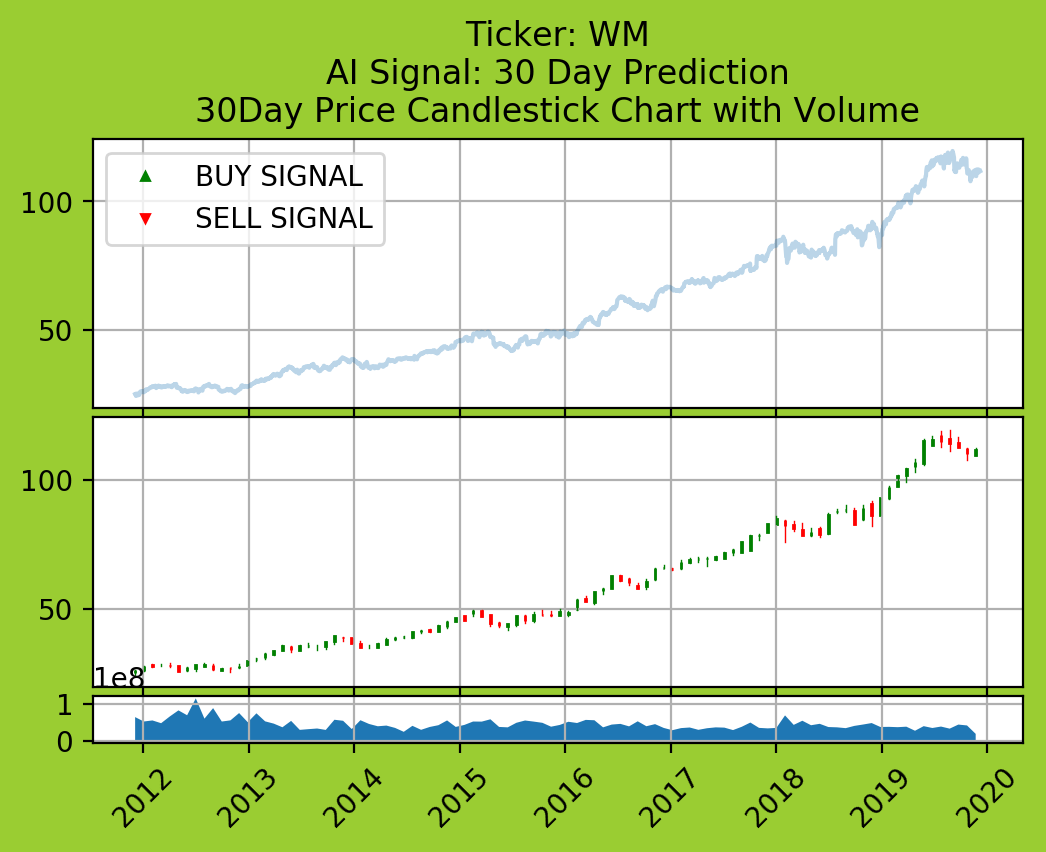 Ticker: WM
AI Signal: 30 Day Prediction
30Day Price Candlestick Chart with Volume
BUY SIGNAL
SELL SIGNAL
100
50
100
50
1e8
1
0
2012 2013 2014 2015 2016 2017 2018 2019 2020